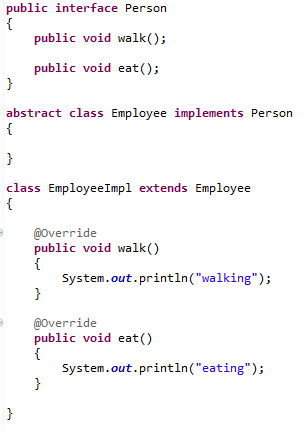 public interface Person
{
    public void walk();
    public void eat();
}
abstract class Employee implements Person
{
}
class EmployeeImpl extends Employee
{
    @Override
    public void walk()
    {
        System.out.println("walking");
    }
    @Override
    public void eat()
    {
        System.out.println("eating");
    }
}